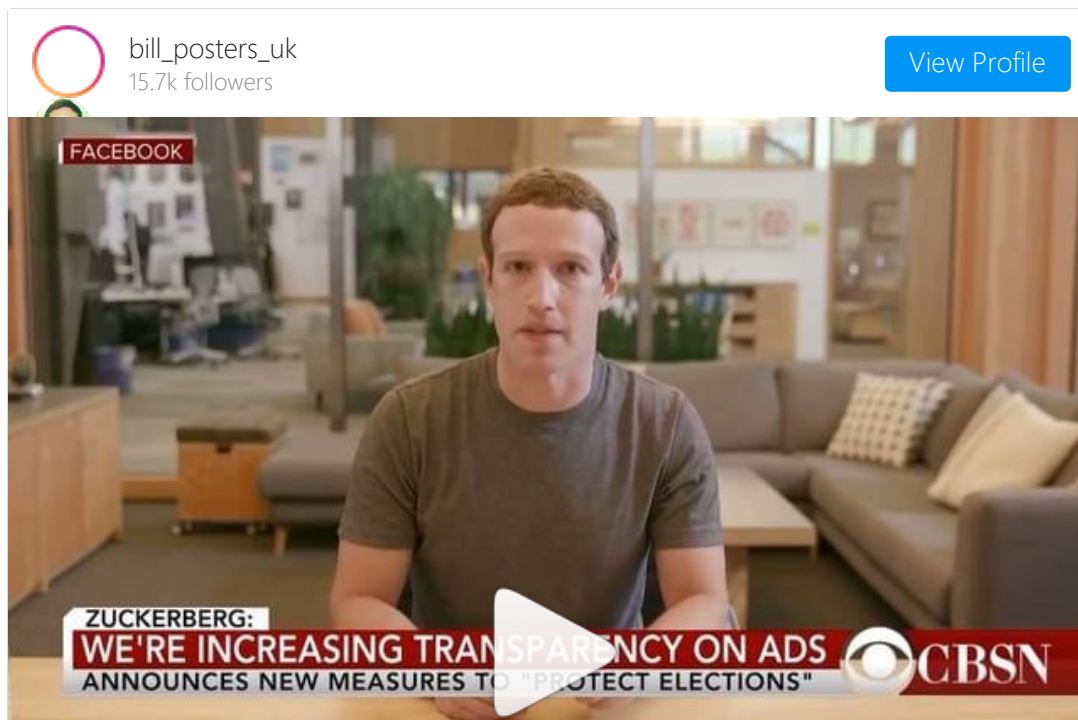 bill_posters_uk
15.7k followers
View Profile
FACEBOOK
ZUCKERBERG:
WE'RE INCREASING TRANSPARENCY ON ADS
ANNOUNCES NEW MEASURES TO "PROTECT ELECTIONS"
CBSN